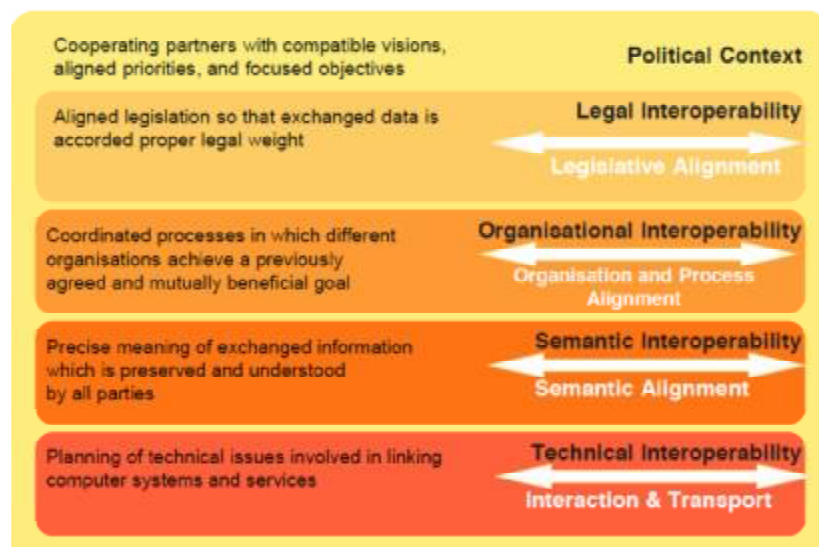 Cooperating partners with compatible visions,
aligned priorities, and focused objectives
Political Context
Aligned legislation so that exchanged data is
accorded proper legal weight
Legal Interoperability
Legislative Alignment
Coordinated processes in which different
organisations achieve a previously
agreed and mutually beneficial goal
Organisational Interoperability
Organisation and Process
Alignment
Precise meaning of exchanged information
which is preserved and understood
by all parties
Semantic Interoperability
Semantic Alignment
Planning of technical issues involved in linking
computer systems and services
Technical Interoperability
Interaction & Transport